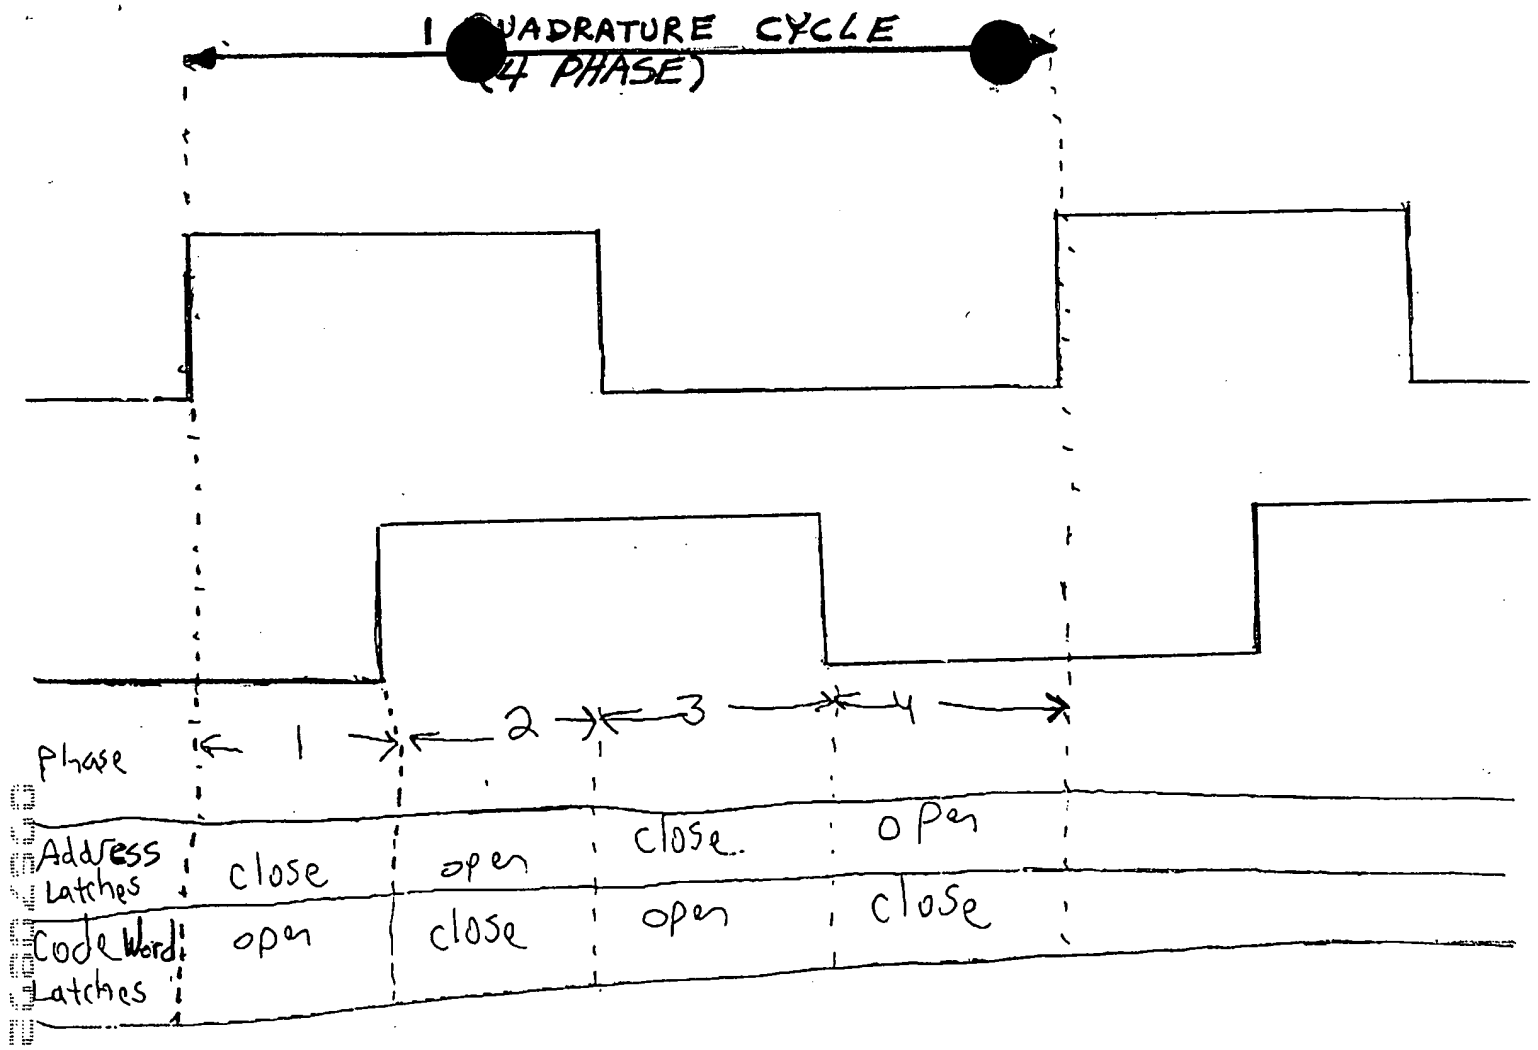 1 QUADRATURE CYCLE
(4 PHASE)
phase 1 2 3 4
Address Latches close open close. open
Code Word Latches open close open close